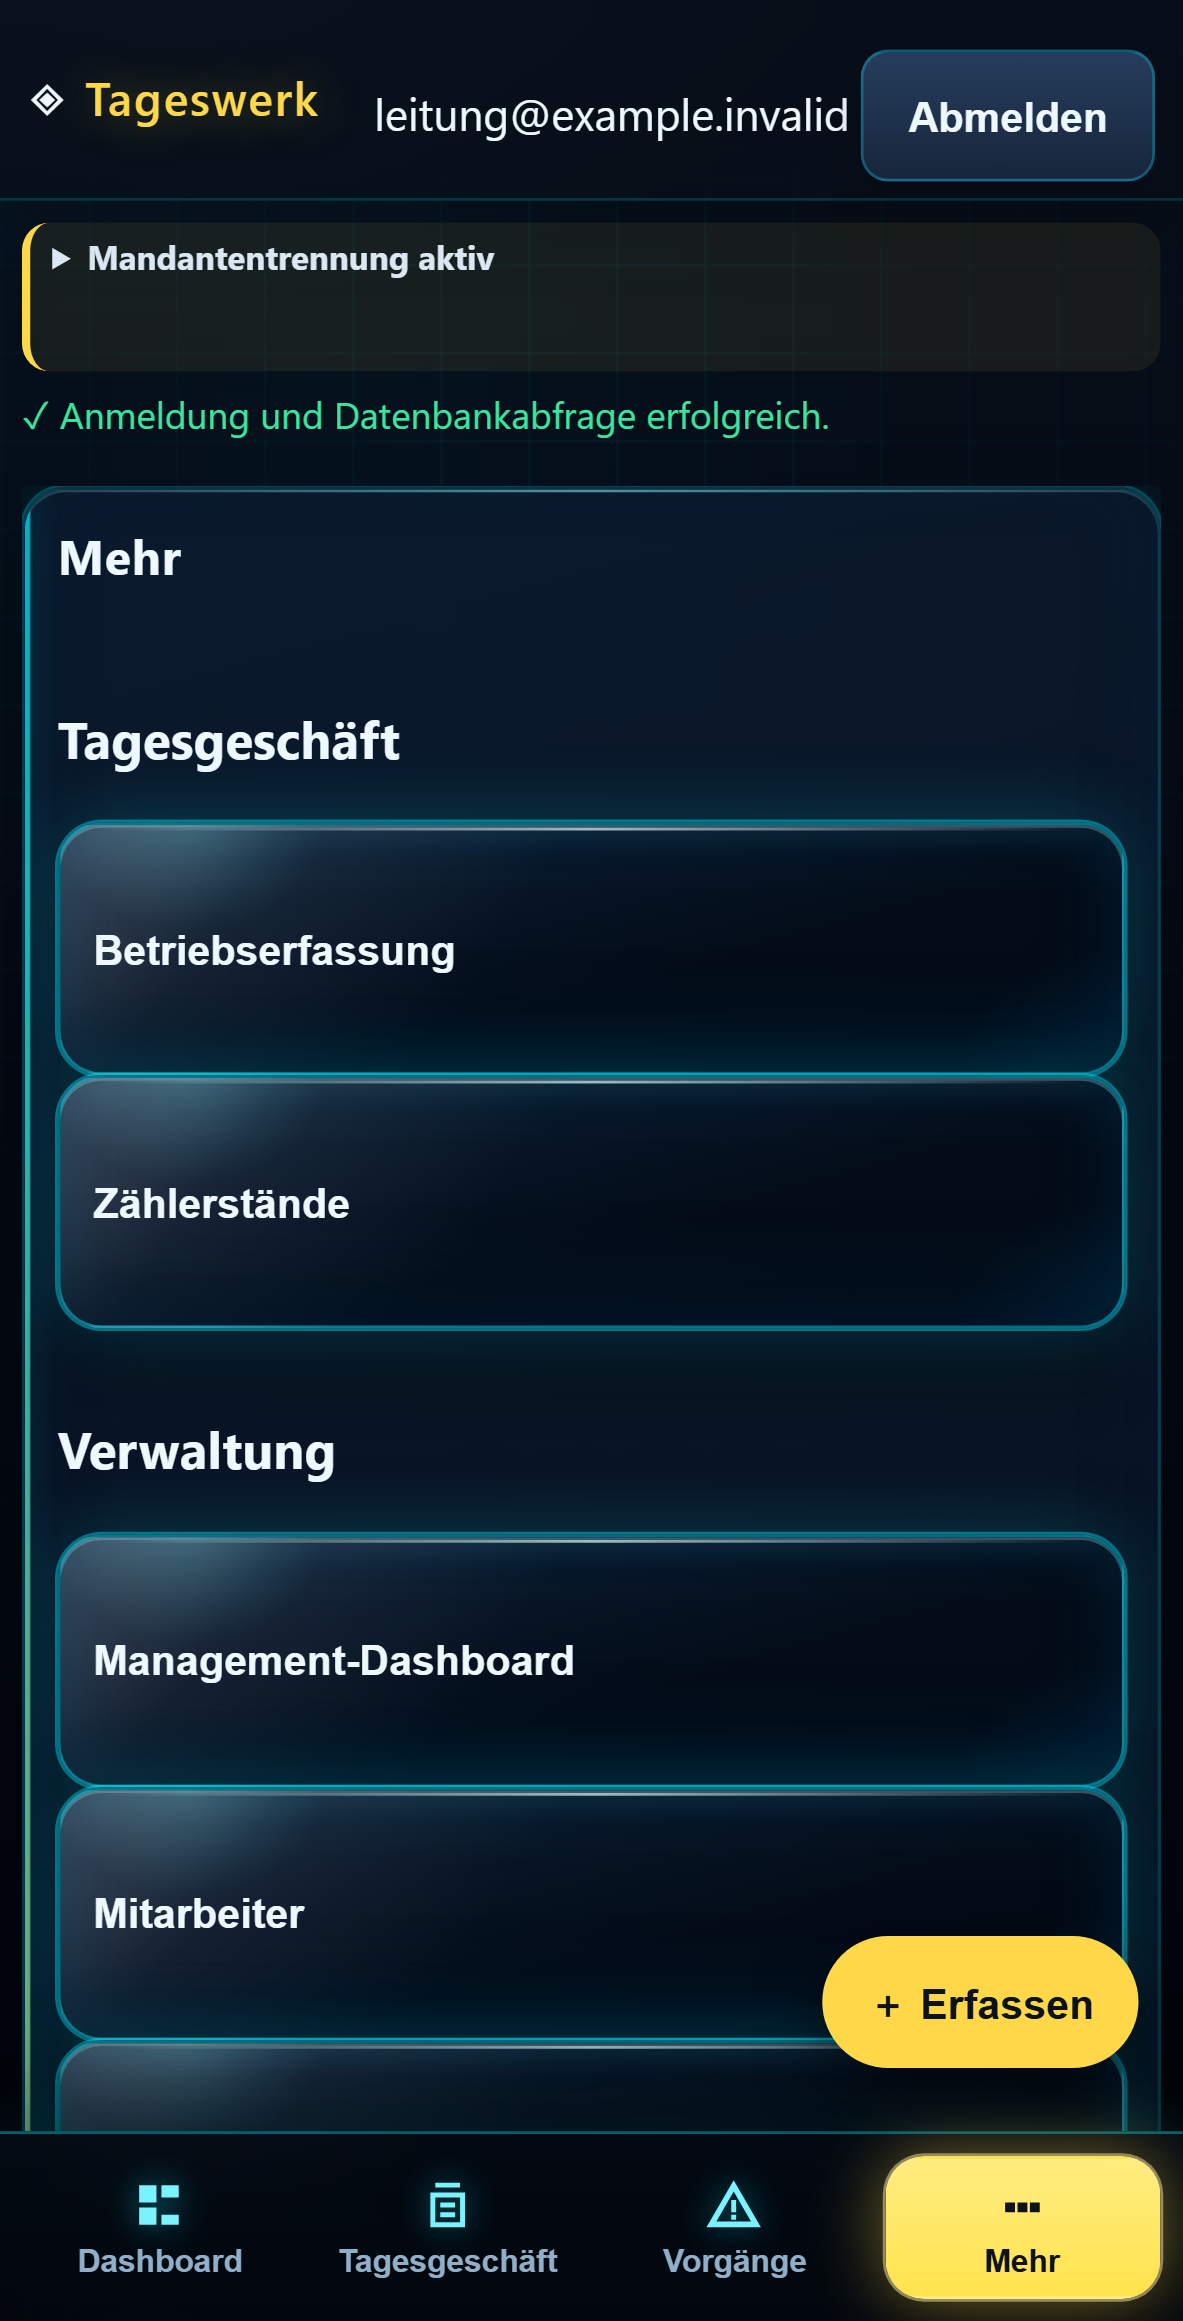 Tageswerk
leitung@example.invalid
Abmelden
Mandantentrennung aktiv
✓ Anmeldung und Datenbankabfrage erfolgreich.
Mehr
Tagesgeschäft
Betriebserfassung
Zählerstände
Verwaltung
Management-Dashboard
Mitarbeiter
+ Erfassen
Dashboard
Tagesgeschäft
Vorgänge
Mehr